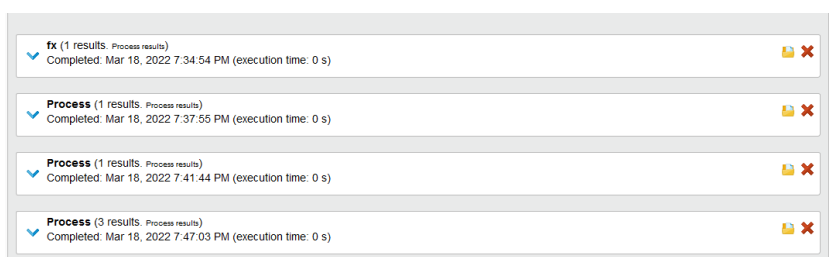 fx (1 results. Process results)
Completed: Mar 18, 2022 7:34:54 PM (execution time: 0 s)
Process (1 results. Process results)
Completed: Mar 18, 2022 7:37:55 PM (execution time: 0 s)
Process (1 results. Process results)
Completed: Mar 18, 2022 7:41:44 PM (execution time: 0 s)
Process (3 results. Process results)
Completed: Mar 18, 2022 7:47:03 PM (execution time: 0 s)